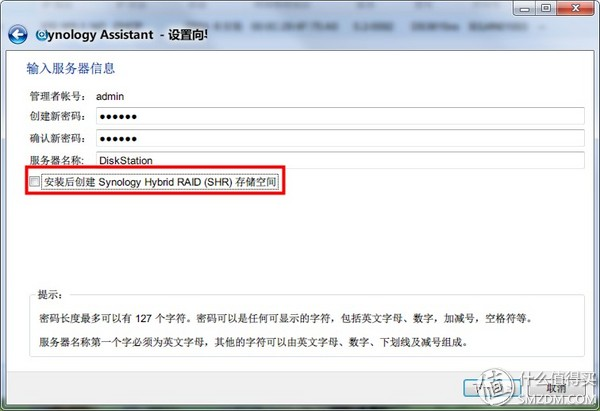 Synology Assistant - 设置向导
输入服务器信息
管理者帐号： admin
创建新密码： ●●●●●●
确认新密码： ●●●●●●
服务器名称: DiskStation
安装后创建 Synology Hybrid RAID (SHR) 存储空间
提示：
密码长度最多可以有 127 个字符。密码可以是任何可显示的字符，包括英文字母、数字，加减号，空格符等。
服务器名称第一个字必须为英文字母，其他的字符可以由英文字母、数字、下划线及减号组成。
取消
值 什么值得买
SMZDM.COM